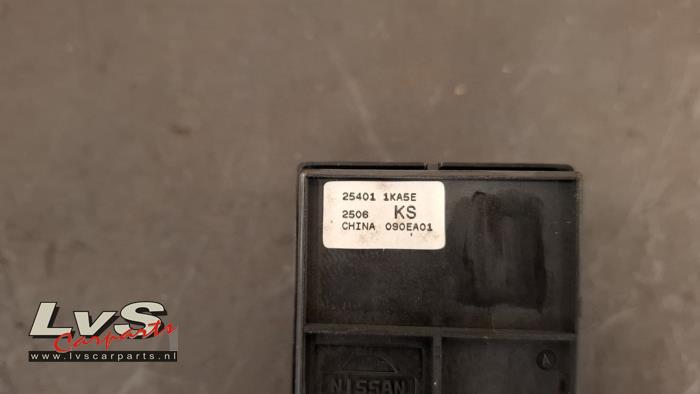 25401 1KA5E
2506 KS
CHINA 090EA01
NISSAN
A
LvS
Carparts
www.lvscarparts.nl